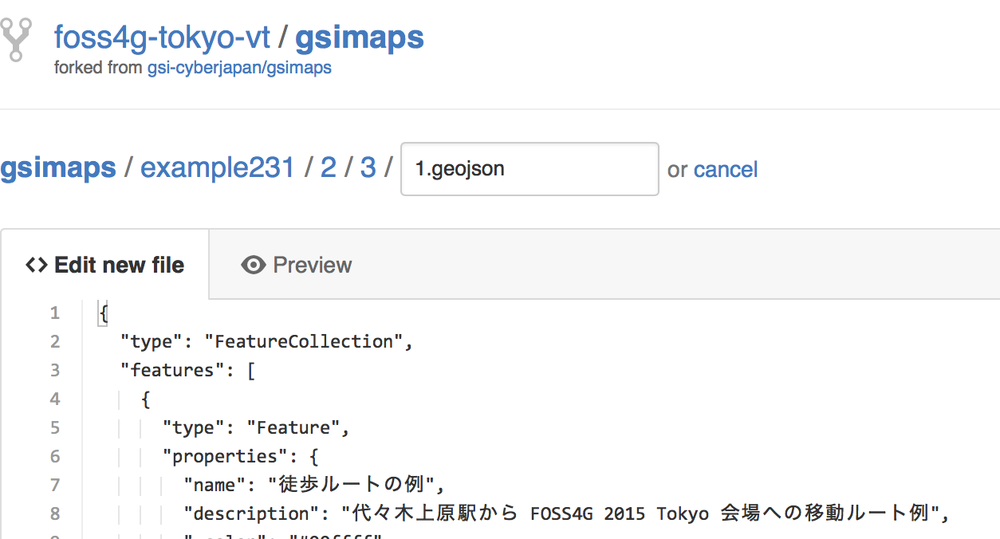 foss4g-tokyo-vt / gsimaps
forked from gsi-cyberjapan/gsimaps
gsimaps / example231 / 2 / 3 / 1.geojson or cancel
<> Edit new file Preview
1 {
2 "type": "FeatureCollection",
3 "features": [
4 {
5 "type": "Feature",
6 "properties": {
7 "name": "徒歩ルートの例",
8 "description": "代々木上原駅から FOSS4G 2015 Tokyo 会場への移動ルート例",